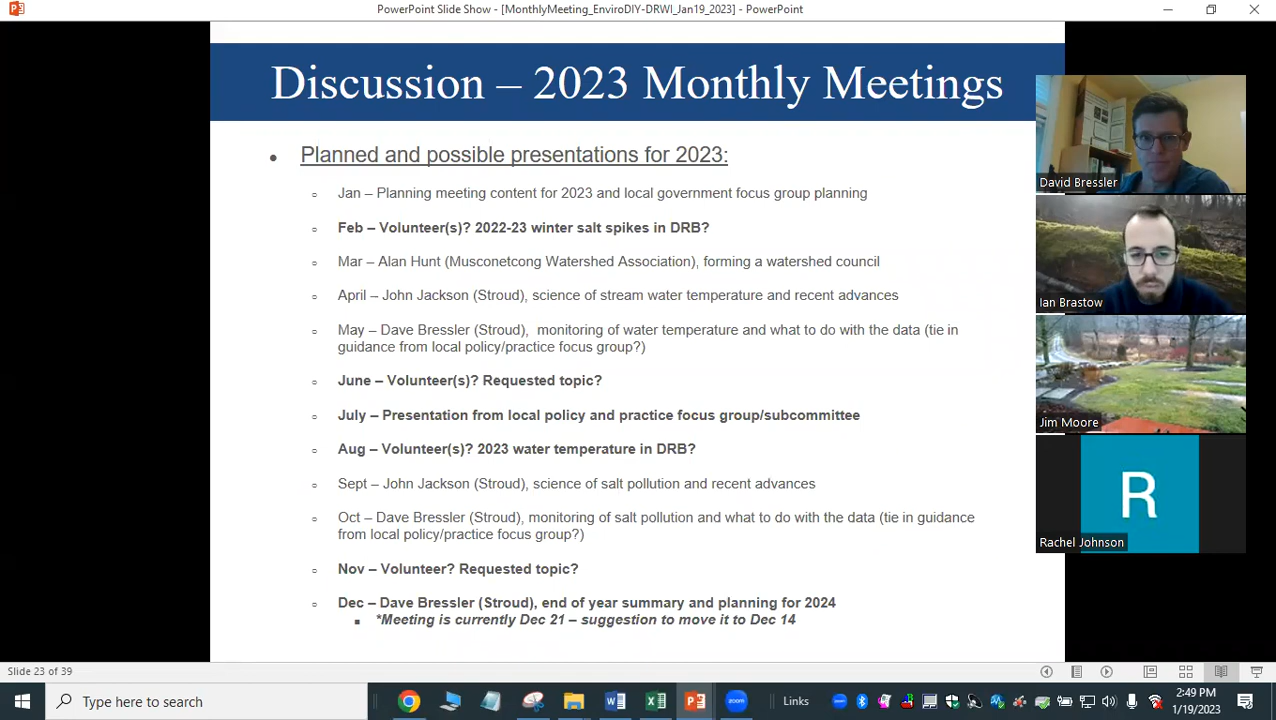 PowerPoint Slide Show - [MonthlyMeeting_EnviroDIY-DRWI_Jan19_2023] - PowerPoint
Discussion – 2023 Monthly Meetings
Planned and possible presentations for 2023:
Jan – Planning meeting content for 2023 and local government focus group planning
Feb – Volunteer(s)? 2022-23 winter salt spikes in DRB?
Mar – Alan Hunt (Musconetcong Watershed Association), forming a watershed council
April – John Jackson (Stroud), science of stream water temperature and recent advances
May – Dave Bressler (Stroud), monitoring of water temperature and what to do with the data (tie in
guidance from local policy/practice focus group?)
June – Volunteer(s)? Requested topic?
July – Presentation from local policy and practice focus group/subcommittee
Aug – Volunteer(s)? 2023 water temperature in DRB?
Sept – John Jackson (Stroud), science of salt pollution and recent advances
Oct – Dave Bressler (Stroud), monitoring of salt pollution and what to do with the data (tie in guidance
from local policy/practice focus group?)
Nov – Volunteer? Requested topic?
Dec – Dave Bressler (Stroud), end of year summary and planning for 2024
*Meeting is currently Dec 21 – suggestion to move it to Dec 14
David Bressler
Ian Brastow
Jim Moore
R
Rachel Johnson
Slide 23 of 39
Type here to search
zoom
Links
2:49 PM
1/19/2023